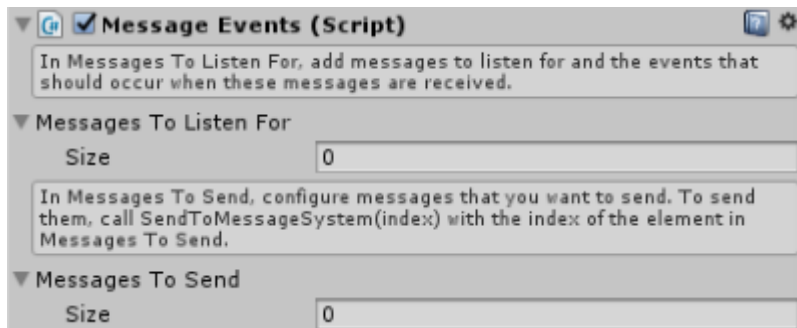 Message Events (Script)
In Messages To Listen For, add messages to listen for and the events that
should occur when these messages are received.
Messages To Listen For
Size 0
In Messages To Send, configure messages that you want to send. To send
them, call SendToMessageSystem(index) with the index of the element in
Messages To Send.
Messages To Send
Size 0